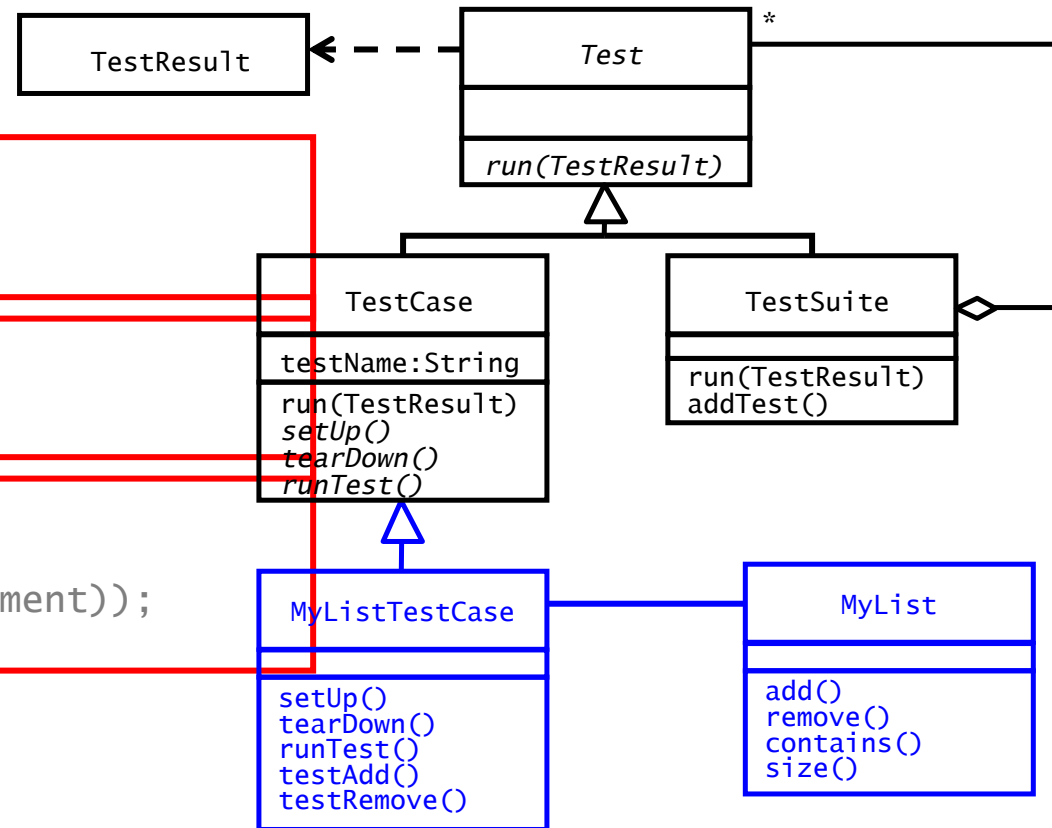 *
TestResult
Test
run(TestResult)
TestCase
testName:String
run(TestResult)
setUp()
tearDown()
runTest()
TestSuite
run(TestResult)
addTest()
ment));
MyListTestCase
setUp()
tearDown()
runTest()
testAdd()
testRemove()
MyList
add()
remove()
contains()
size()